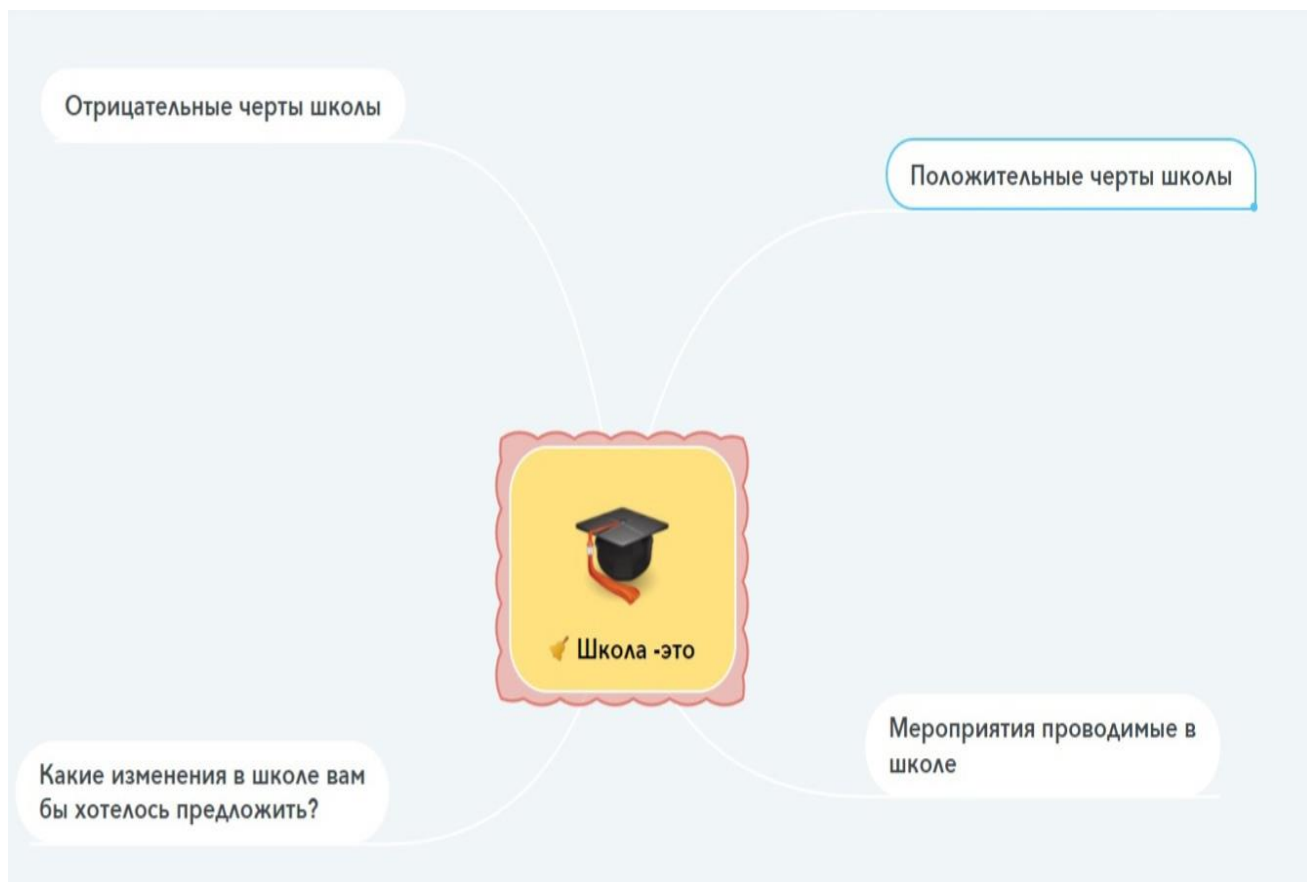 Отрицательные черты школы
Положительные черты школы
Школа -это
Мероприятия проводимые в
школе
Какие изменения в школе вам
бы хотелось предложить?